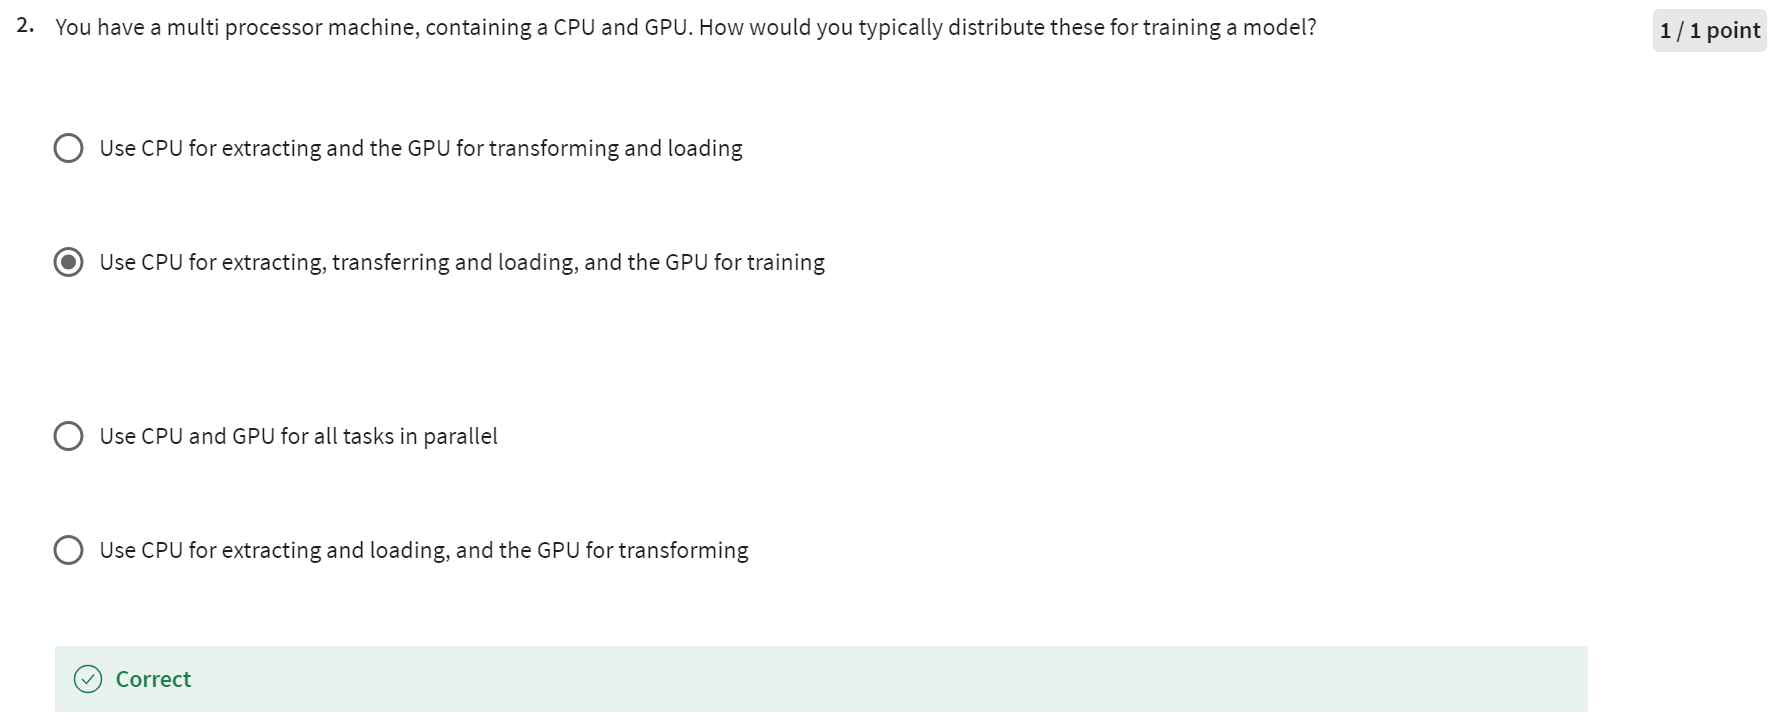 2. You have a multi processor machine, containing a CPU and GPU. How would you typically distribute these for training a model?
1 / 1 point
Use CPU for extracting and the GPU for transforming and loading
Use CPU for extracting, transferring and loading, and the GPU for training
Use CPU and GPU for all tasks in parallel
Use CPU for extracting and loading, and the GPU for transforming
Correct